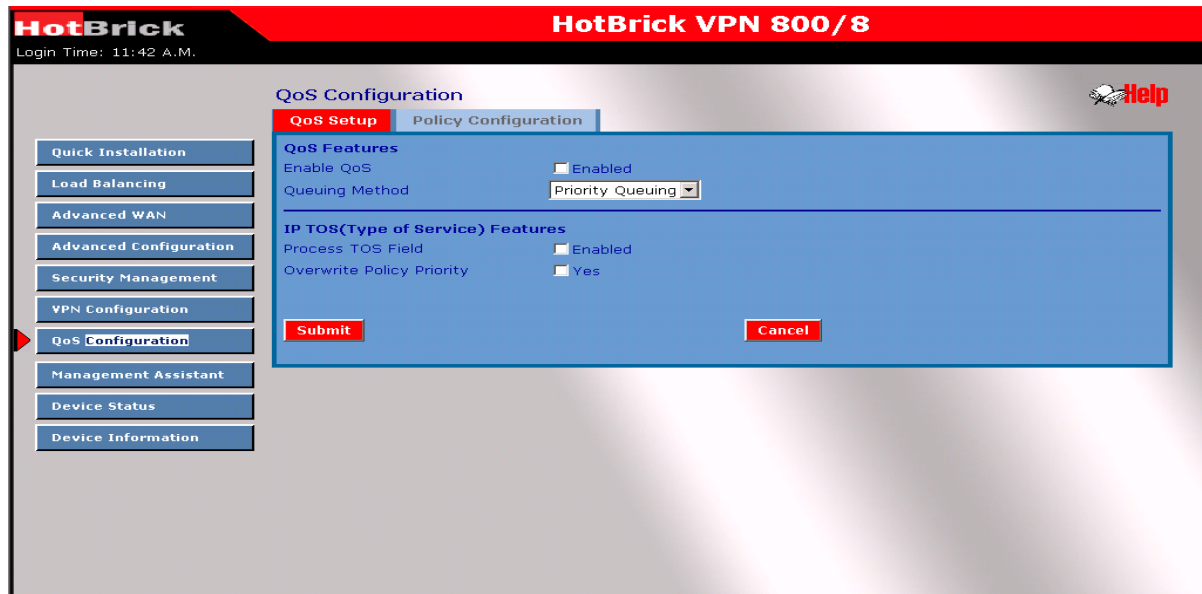 HotBrick
HotBrick VPN 800/8
Login Time: 11:42 A.M.
QoS Configuration
Help
QoS Setup
Policy Configuration
Quick Installation
Load Balancing
Advanced WAN
Advanced Configuration
Security Management
VPN Configuration
QoS Configuration
Management Assistant
Device Status
Device Information
QoS Features
Enable QoS Enabled
Queuing Method Priority Queuing
IP TOS(Type of Service) Features
Process TOS Field Enabled
Overwrite Policy Priority Yes
Submit
Cancel